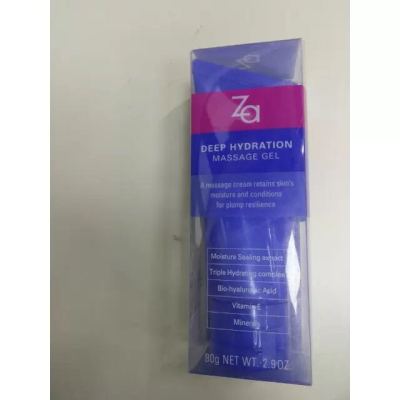 Za
DEEP HYDRATION
MASSAGE GEL
A massage cream retains skin's
moisture and conditions
for plump resilience
Moisture Sealing extract
Triple Hydrating complex
Bio-hyaluronic Acid
Vitamin E
Minerals
80g NET WT. 2.9OZ.